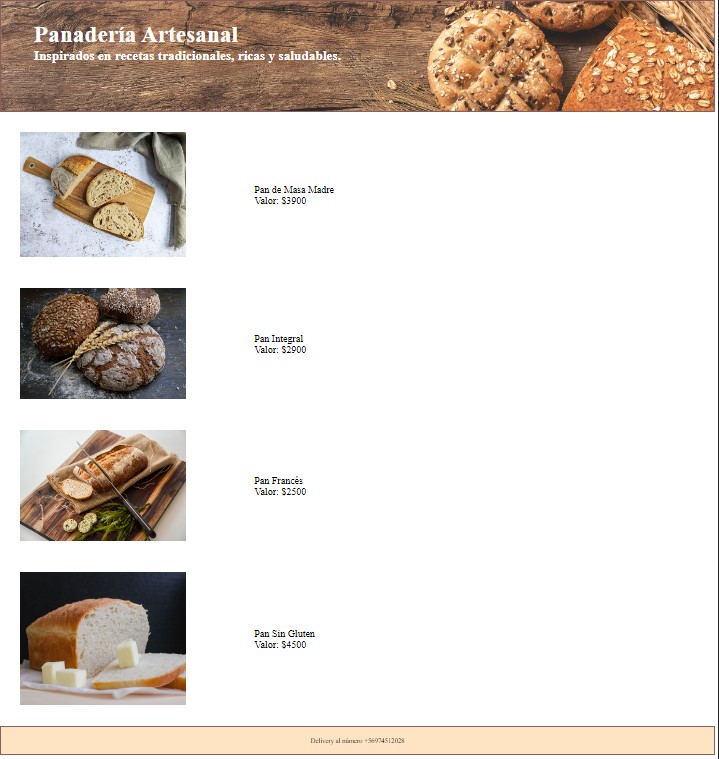 Panadería Artesanal
Inspirados en recetas tradicionales, ricas y saludables.
Pan de Masa Madre
Valor: $3900
Pan Integral
Valor: $2900
Pan Francés
Valor: $2500
Pan Sin Gluten
Valor: $4500
Delivery al número +56974512028